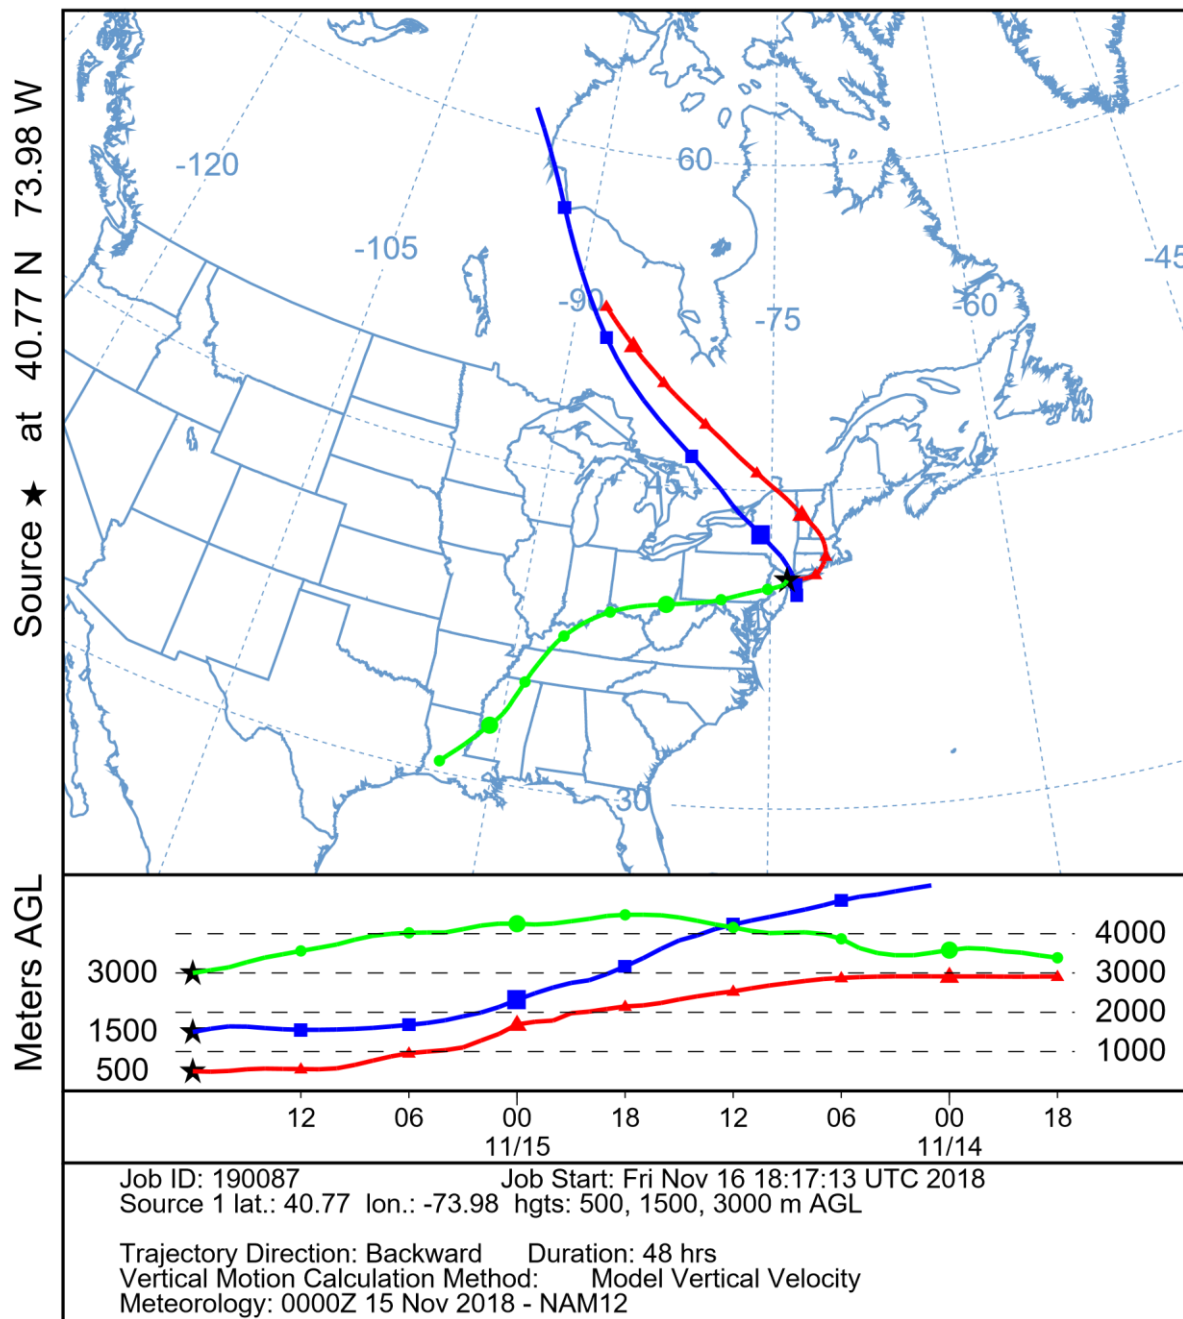 Source ★ at 40.77 N 73.98 W
-120
60
-105
-45
-90
-75
-60
45
30
Meters AGL
4000
3000 3000
2000
1500
1000
500
12 06 00 18 12 06 00 18
11/15 11/14
Job ID: 190087 Job Start: Fri Nov 16 18:17:13 UTC 2018
Source 1 lat.: 40.77 lon.: -73.98 hgts: 500, 1500, 3000 m AGL
Trajectory Direction: Backward Duration: 48 hrs
Vertical Motion Calculation Method: Model Vertical Velocity
Meteorology: 0000Z 15 Nov 2018 - NAM12